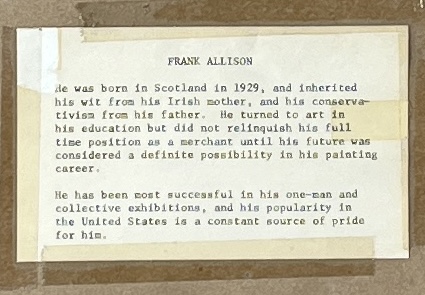 FRANK ALLISON
He was born in Scotland in 1929, and inherited
his wit from his Irish mother, and his conserva-
tivism from his father. He turned to art in
his education but did not relinquish his full
time position as a merchant until his future was
considered a definite possibility in his painting
career.
He has been most successful in his one-man and
collective exhibitions, and his popularity in
the United States is a constant source of pride
for him.